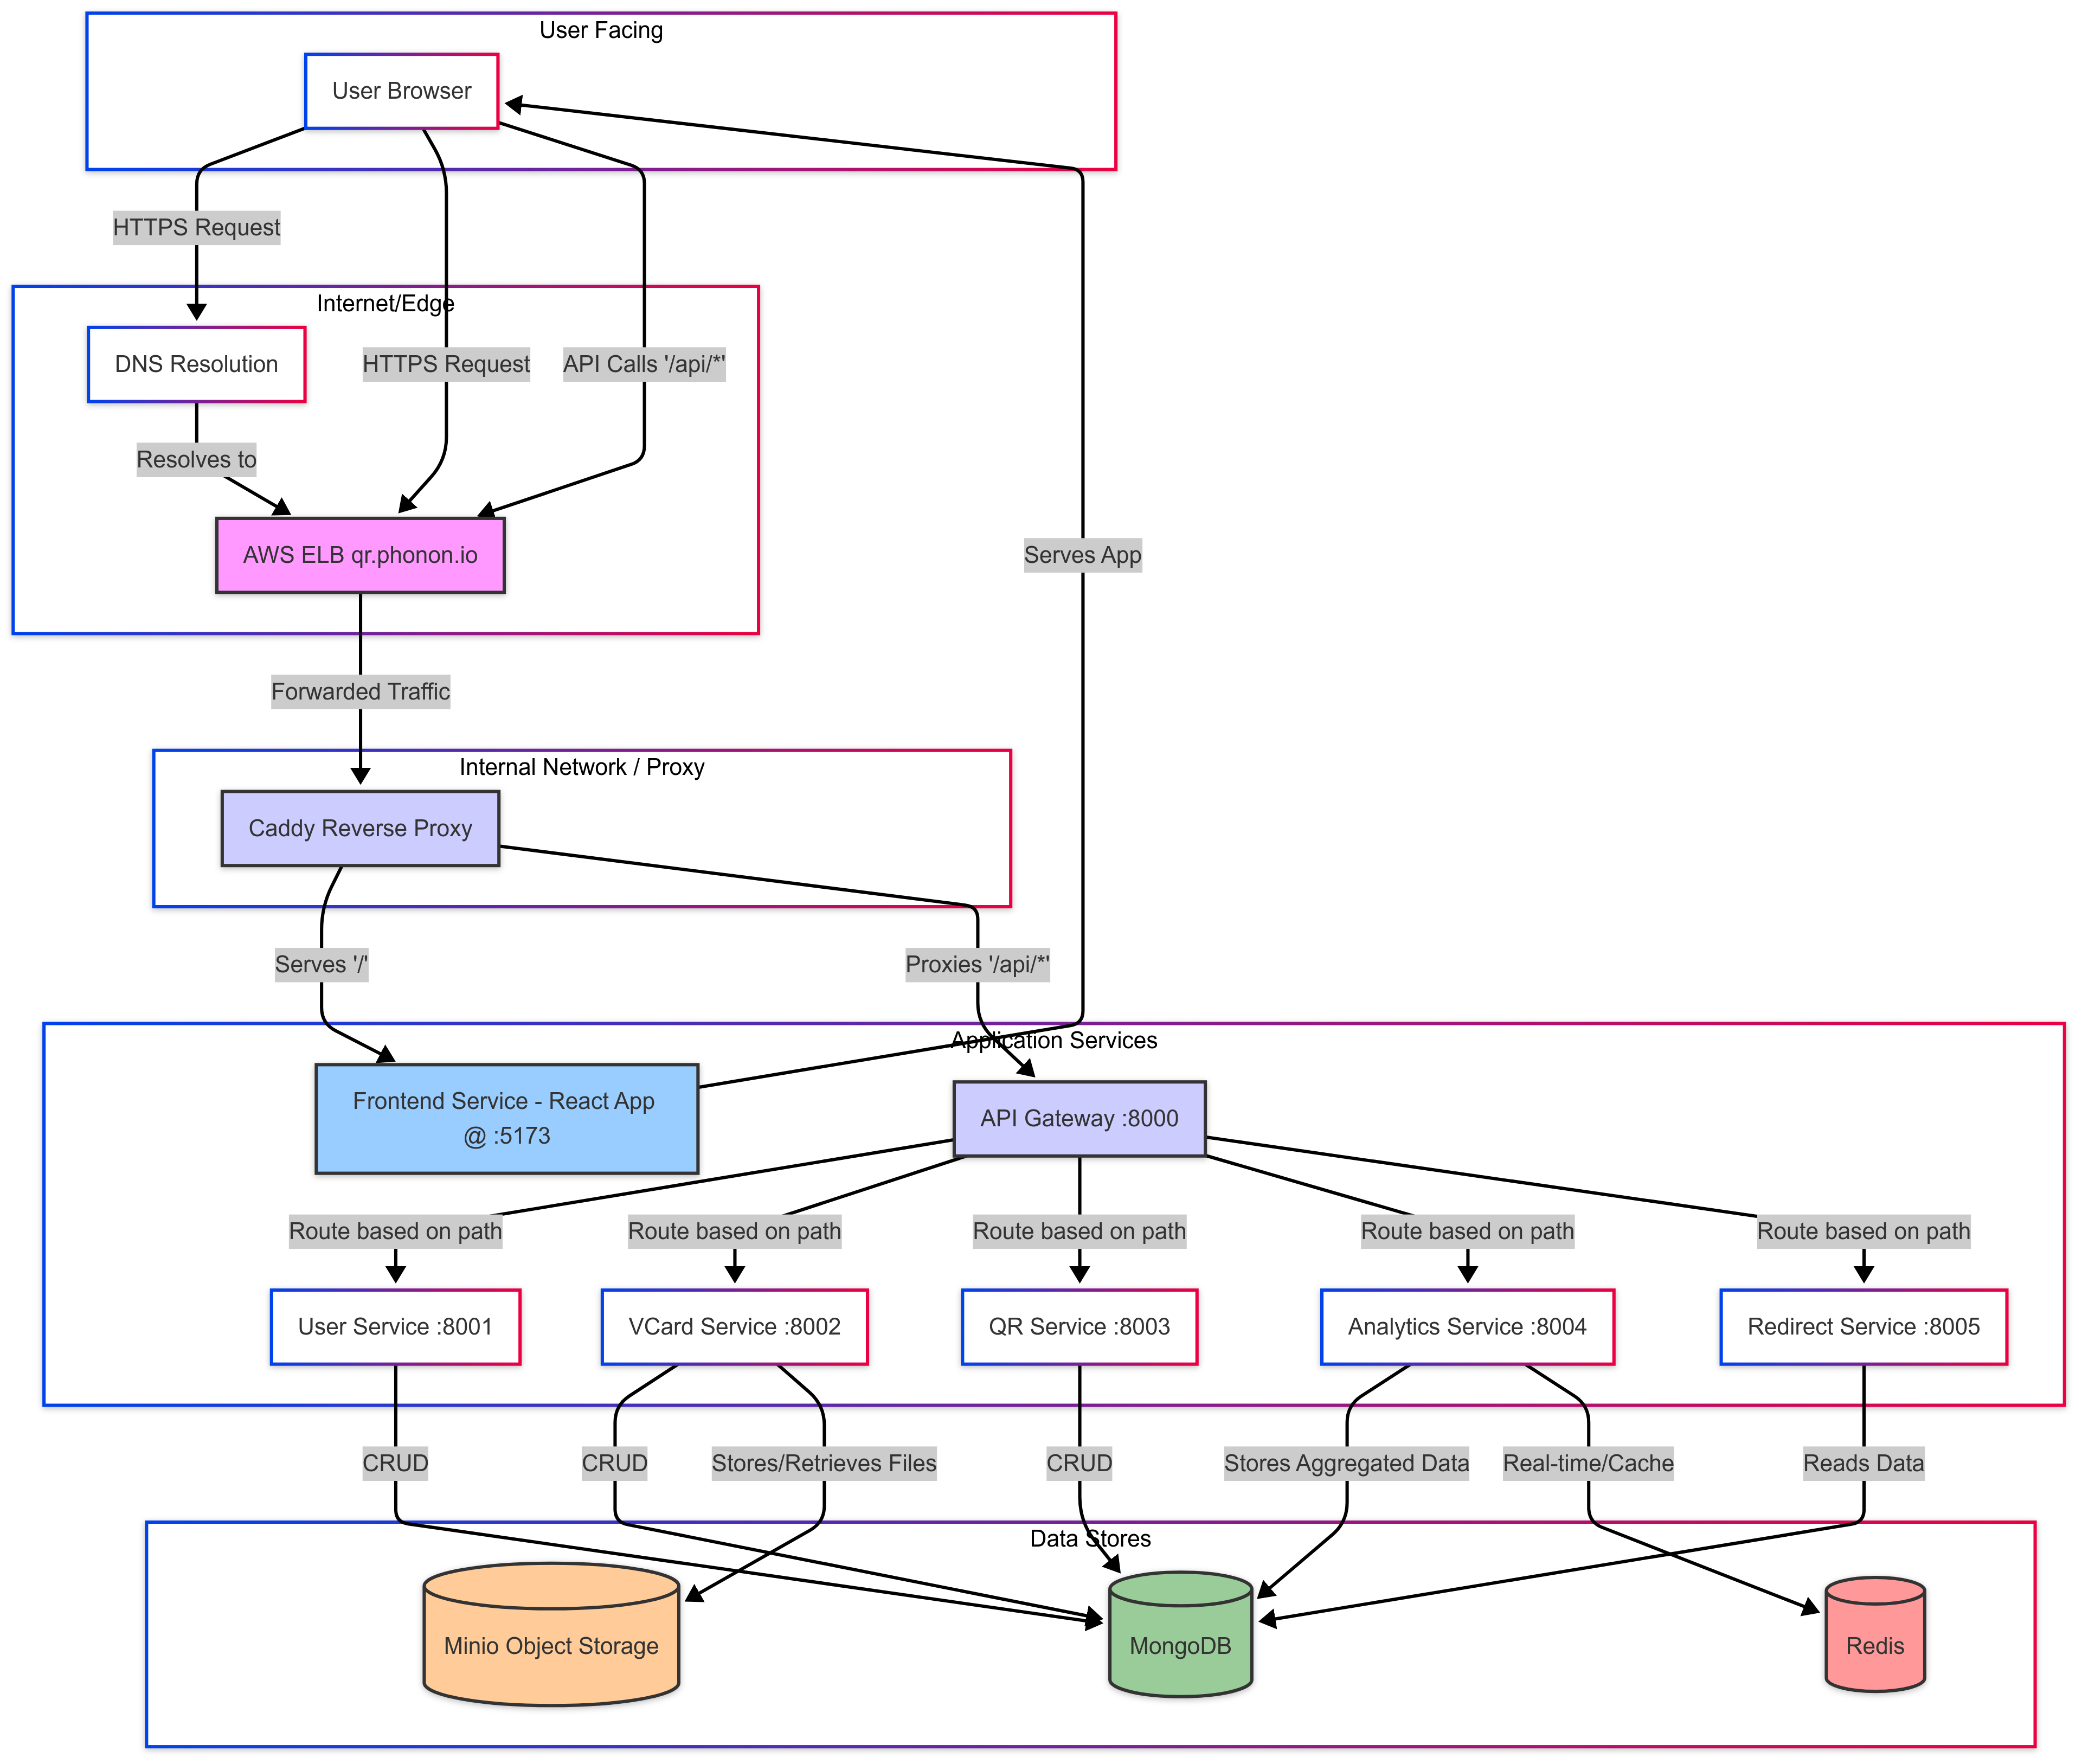 User Facing
User Browser
HTTPS Request
Internet/Edge
DNS Resolution
HTTPS Request
API Calls '/api/*'
Resolves to
AWS ELB qr.phonon.io
Serves App
Forwarded Traffic
Internal Network / Proxy
Caddy Reverse Proxy
Serves '/'
Proxies '/api/*'
Application Services
Frontend Service - React App
@ :5173
API Gateway :8000
Route based on path
Route based on path
Route based on path
Route based on path
Route based on path
User Service :8001
VCard Service :8002
QR Service :8003
Analytics Service :8004
Redirect Service :8005
CRUD
CRUD
Stores/Retrieves Files
CRUD
Stores Aggregated Data
Real-time/Cache
Reads Data
Data Stores
Minio Object Storage
MongoDB
Redis